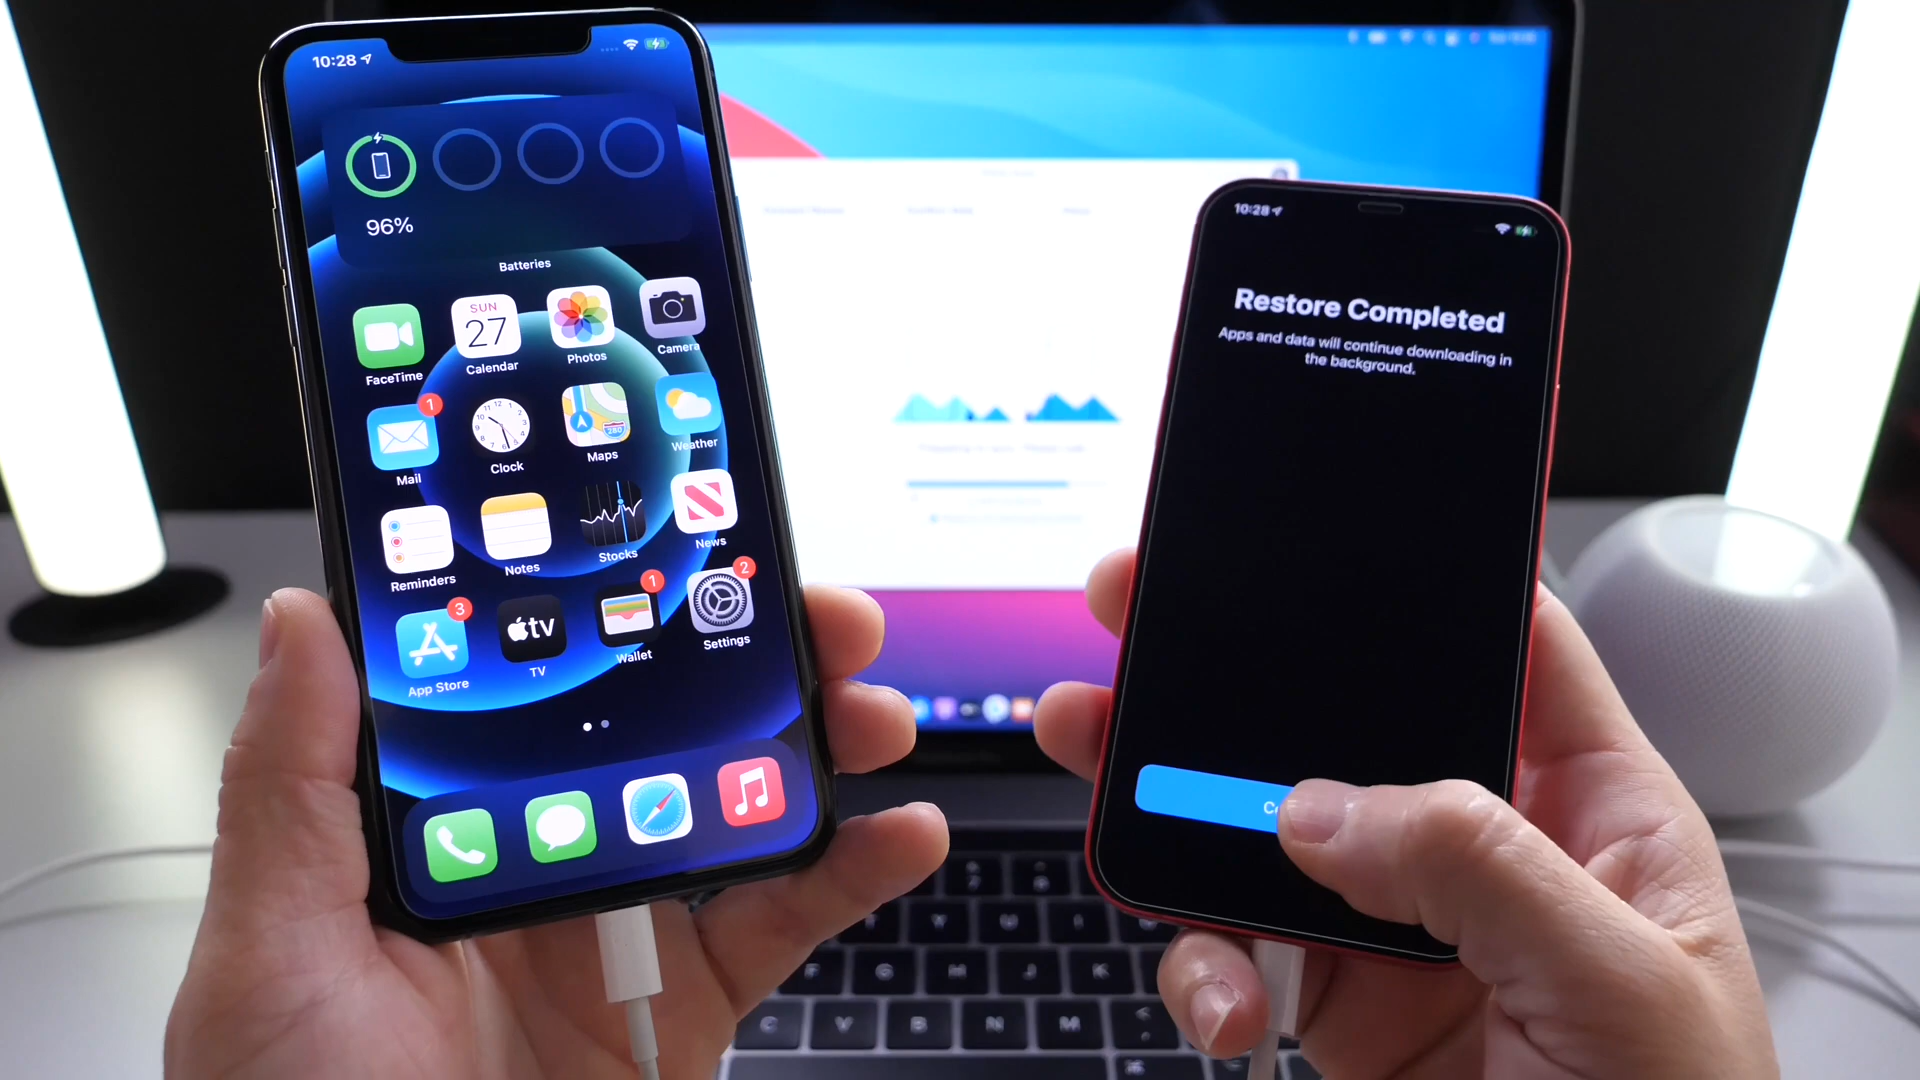 10:28
96%
Batteries
FaceTime
SUN
27
Calendar
Photos
Camera
1
Mail
Clock
280
Maps
Weather
Reminders
Notes
Stocks
News
3
App Store
tv
TV
1
Wallet
2
Settings
10:28
Restore Completed
Apps and data will continue downloading in
the background.
Y
U
I
F
G
H
J
K
C
V
B
N
M